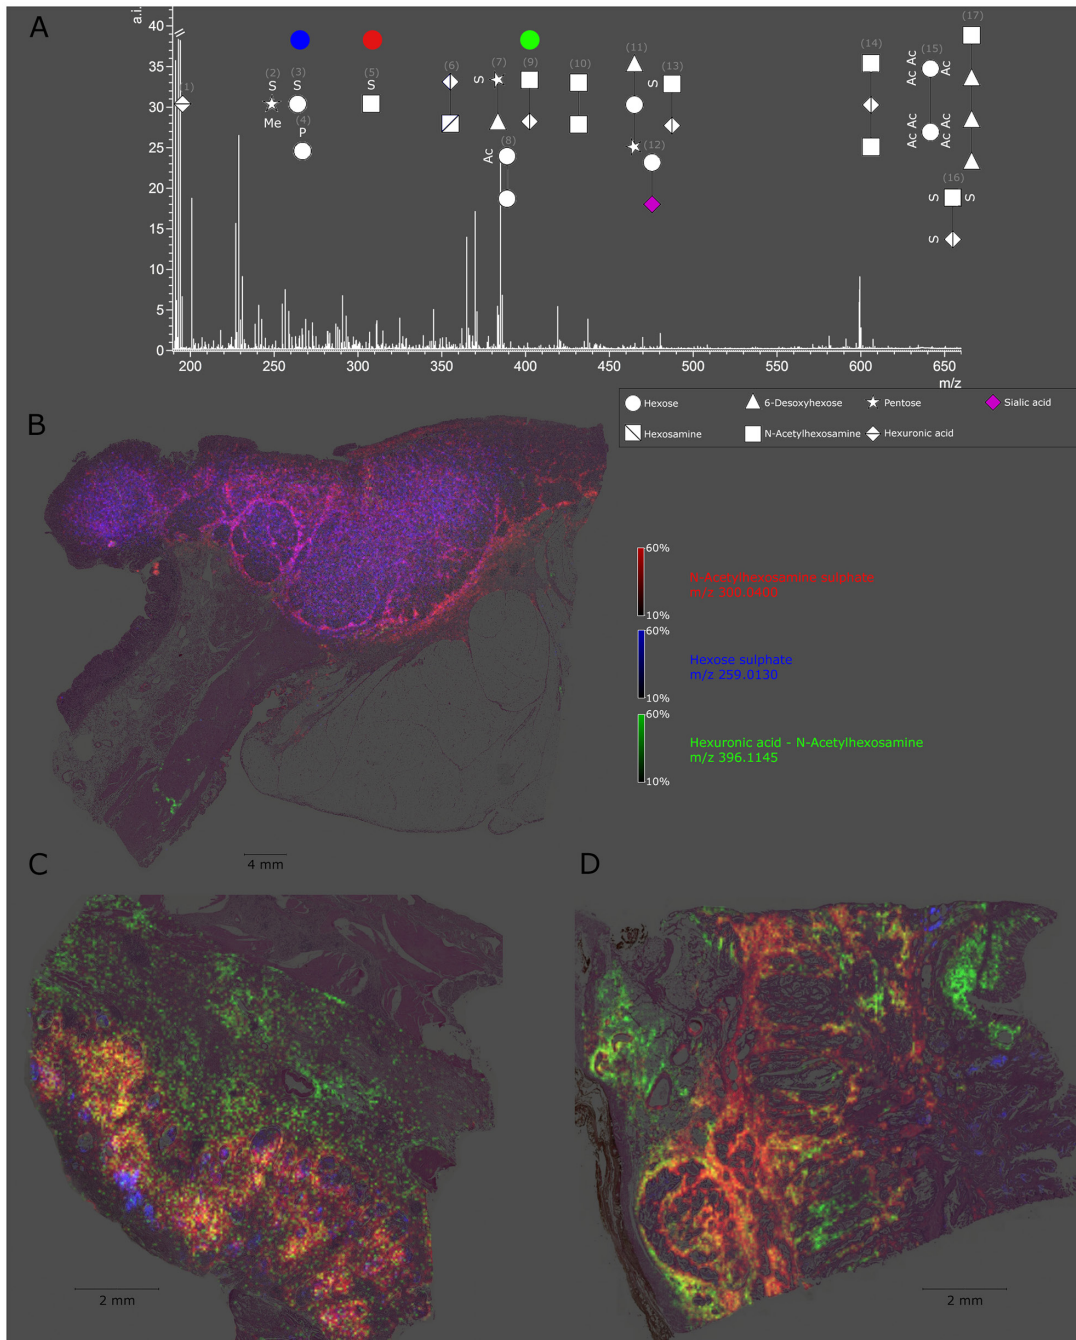 A
a.i.
40
35
30
25
20
15
10
5
0
(1)
(2)
S
Me
(3)
S
(4)
P
(5)
S
(6)
(7)
S
(8)
Ac
(9)
(10)
(11)
(12)
(13)
S
(14)
(15)
Ac Ac Ac
Ac Ac Ac
(16)
S S
S
(17)
200 250 300 350 400 450 500 550 600 650
m/z
Hexose 6-Desoxyhexose Pentose Sialic acid
Hexosamine N-Acetylhexosamine Hexuronic acid
B
60%
N-Acetylhexosamine sulphate
m/z 300.0400
10%
60%
Hexose sulphate
m/z 259.0130
10%
60%
Hexuronic acid - N-Acetylhexosamine
m/z 396.1145
10%
4 mm
C
2 mm
D
2 mm